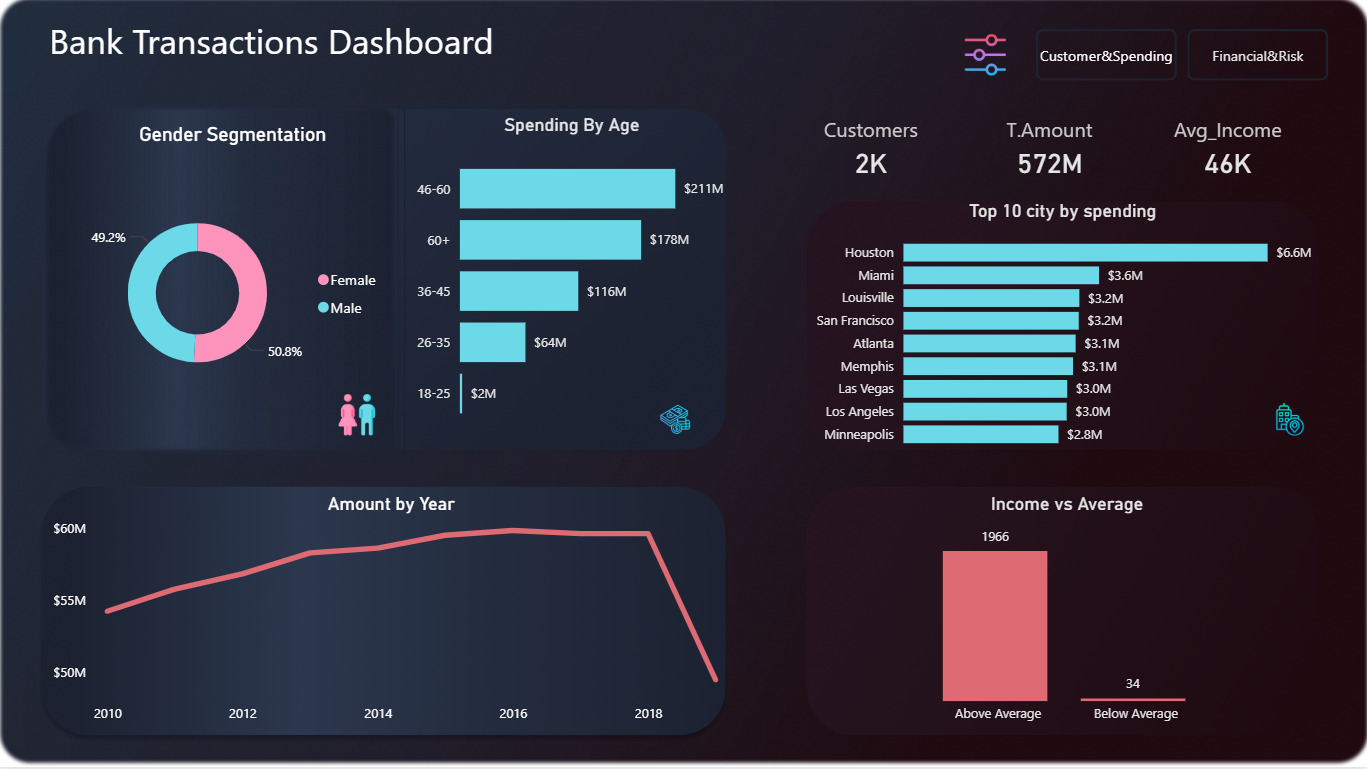 Bank Transactions Dashboard
Customer&Spending
Financial&Risk
Gender Segmentation
49.2%
50.8%
Female
Male
Spending By Age
46-60 $211M
60+ $178M
36-45 $116M
26-35 $64M
18-25 $2M
Customers
2K
T.Amount
572M
Avg_Income
46K
Top 10 city by spending
Houston $6.6M
Miami $3.6M
Louisville $3.2M
San Francisco $3.2M
Atlanta $3.1M
Memphis $3.1M
Las Vegas $3.0M
Los Angeles $3.0M
Minneapolis $2.8M
Amount by Year
$60M
$55M
$50M
2010 2012 2014 2016 2018
Income vs Average
1966
34
Above Average Below Average